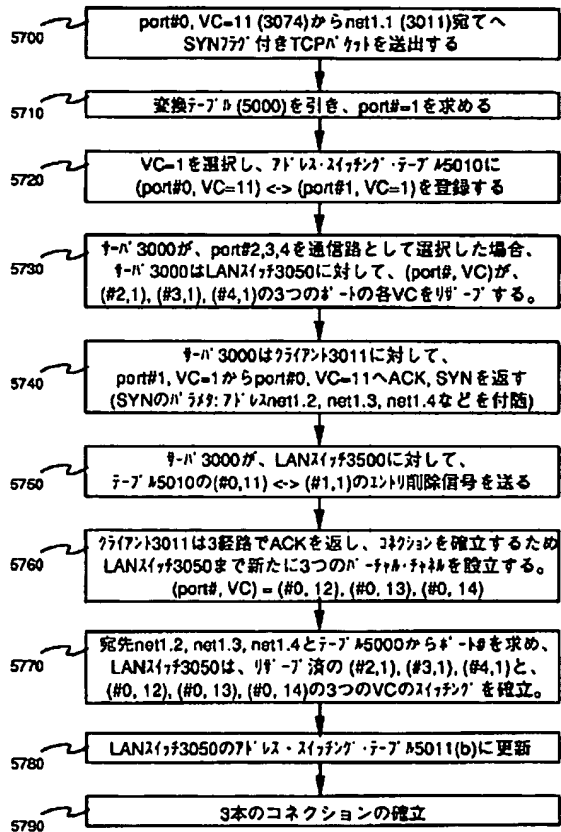 5700
port#0, VC=11 (3074)からnet1.1 (3011)宛てへ
SYNﾌﾗｸﾞ付きTCPﾊﾟｹｯﾄを送出する
5710
変換ﾃｰﾌﾞﾙ(5000)を引き、port#=1を求める
5720
VC=1を選択し、ｱﾄﾞﾚｽ･ｽｲｯﾁﾝｸﾞ･ﾃｰﾌﾞﾙ5010に
(port#0, VC=11) <-> (port#1, VC=1)を登録する
5730
ｻｰﾊﾞ3000が、port#2,3,4を通信路として選択した場合、
ｻｰﾊﾞ3000はLANｽｲｯﾁ3050に対して、(port#, VC)が、
(#2,1), (#3,1), (#4,1)の3つのﾎﾟｰﾄの各VCをﾘｻﾞｰﾌﾞする。
5740
ｻｰﾊﾞ3000はｸﾗｲｱﾝﾄ3011に対して、
port#1, VC=1からport#0, VC=11へACK, SYNを返す
(SYNのﾊﾟﾗﾒﾀ: ｱﾄﾞﾚｽnet1.2, net1.3, net1.4などを付随)
5750
ｻｰﾊﾞ3000が、LANｽｲｯﾁ3500に対して、
ﾃｰﾌﾞﾙ5010の(#0,11) <-> (#1,1)のｴﾝﾄﾘ削除信号を送る
5760
ｸﾗｲｱﾝﾄ3011は3経路でACKを返し、ｺﾈｸｼｮﾝを確立するため
LANｽｲｯﾁ3050まで新たに3つのﾊﾞｰﾁｬﾙ･ﾁｬﾈﾙを設立する。
(port#, VC) = (#0, 12), (#0, 13), (#0, 14)
5770
宛先net1.2, net1.3, net1.4とﾃｰﾌﾞﾙ5000からﾎﾟｰﾄ#を求め、
LANｽｲｯﾁ3050は、ﾘｻﾞｰﾌﾞ済の (#2,1), (#3,1), (#4,1)と、
(#0, 12), (#0, 13), (#0, 14)の3つのVCのｽｲｯﾁﾝｸﾞを確立。
5780
LANｽｲｯﾁ3050のｱﾄﾞﾚｽ・ｽｲｯﾁﾝｸﾞ･ﾃｰﾌﾞﾙ5011(b)に更新
5790
3本のコネクションの確立